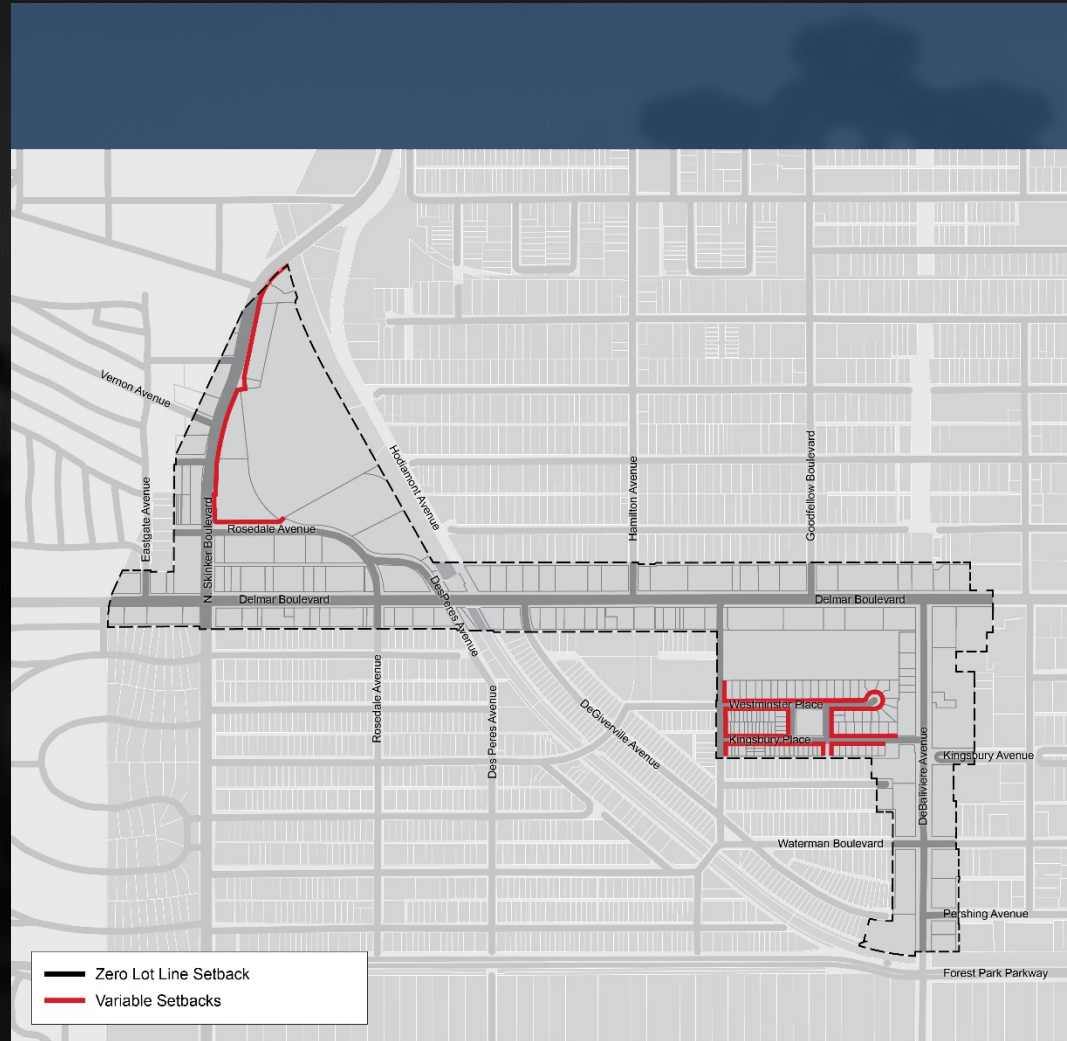 Vernon Avenue
Eastgate Avenue
N. Skinker Boulevard
Rosedale Avenue
Hodiamont Avenue
Hamilton Avenue
Goodfellow Boulevard
Delmar Boulevard
DesPeres Avenue
Delmar Boulevard
Rosedale Avenue
Des Peres Avenue
DeGiverville Avenue
Westminster Place
Kingsbury Place
DeBaliviere Avenue
Kingsbury Avenue
Waterman Boulevard
Pershing Avenue
Forest Park Parkway
Zero Lot Line Setback
Variable Setbacks